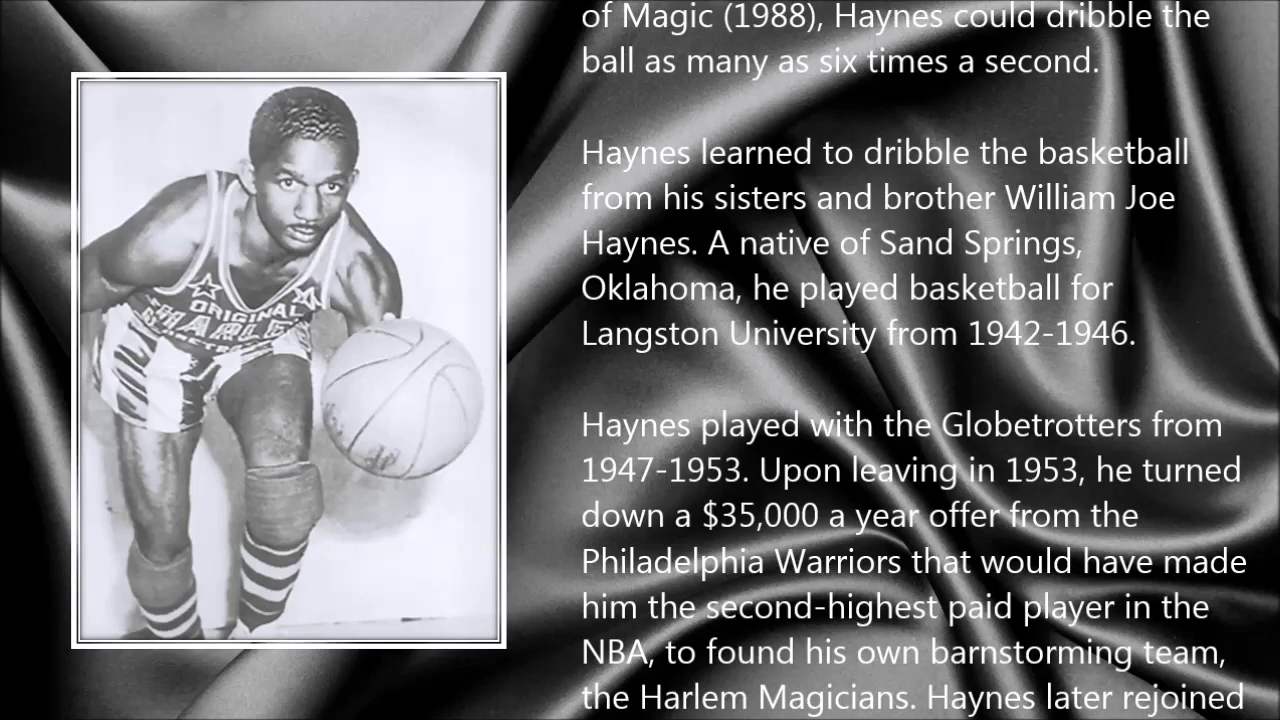 of Magic (1988), Haynes could dribble the
ball as many as six times a second.
Haynes learned to dribble the basketball
from his sisters and brother William Joe
Haynes. A native of Sand Springs,
Oklahoma, he played basketball for
Langston University from 1942-1946.
Haynes played with the Globetrotters from
1947-1953. Upon leaving in 1953, he turned
down a $35,000 a year offer from the
Philadelphia Warriors that would have made
him the second-highest paid player in the
NBA, to found his own barnstorming team,
the Harlem Magicians. Haynes later rejoined
ORIGINAL